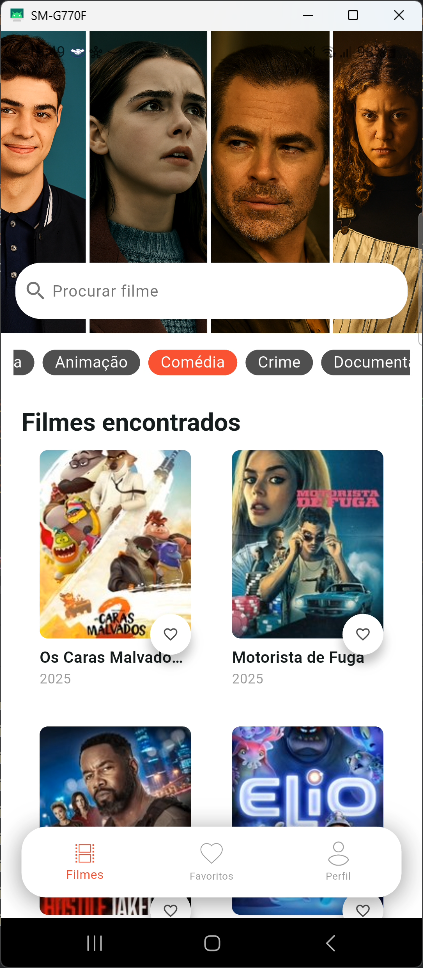 SM-G770F
Procurar filme
a
Animação
Comédia
Crime
Documenta
Filmes encontrados
CARAS
MALVADOS
2
MOTORISTA
DE FUGA
Os Caras Malvado...
2025
Motorista de Fuga
2025
ELIO
Filmes
Favoritos
Perfil